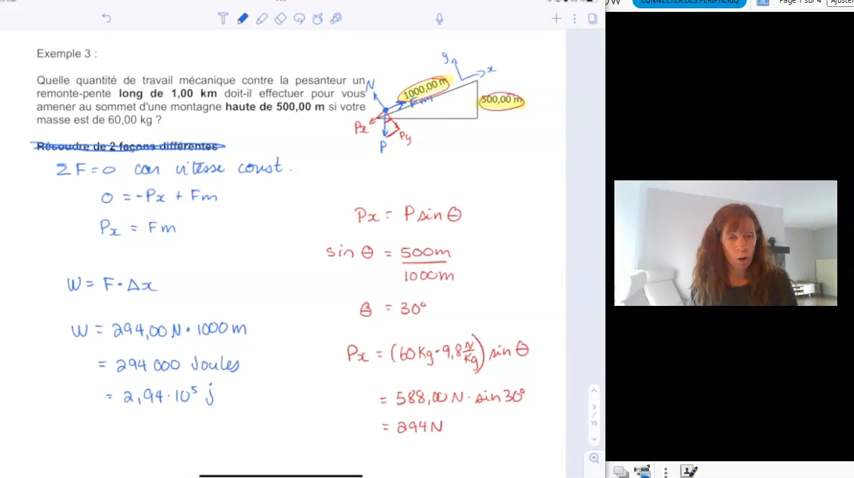 Exemple 3 :
Quelle quantité de travail mécanique contre la pesanteur un
remonte-pente long de 1,00 km doit-il effectuer pour vous
amener au sommet d'une montagne haute de 500,00 m si votre
masse est de 60,00 kg ?
Résoudre de 2 façons différentes
y
x
N
1000,00 m
Fm
500,00 m
Px
Py
P
ΣF=0 car vitesse const.
0 = -Px + Fm
Px = Fm
W = F·Δx
W = 294,00 N · 1000 m
= 294 000 Joules
= 2,94·10⁵ j
Px = P sin θ
sin θ = 500m
1000m
θ = 30°
Px = (60 Kg · 9,8 N/Kg) sin θ
= 588,00 N · sin 30°
= 294 N
3